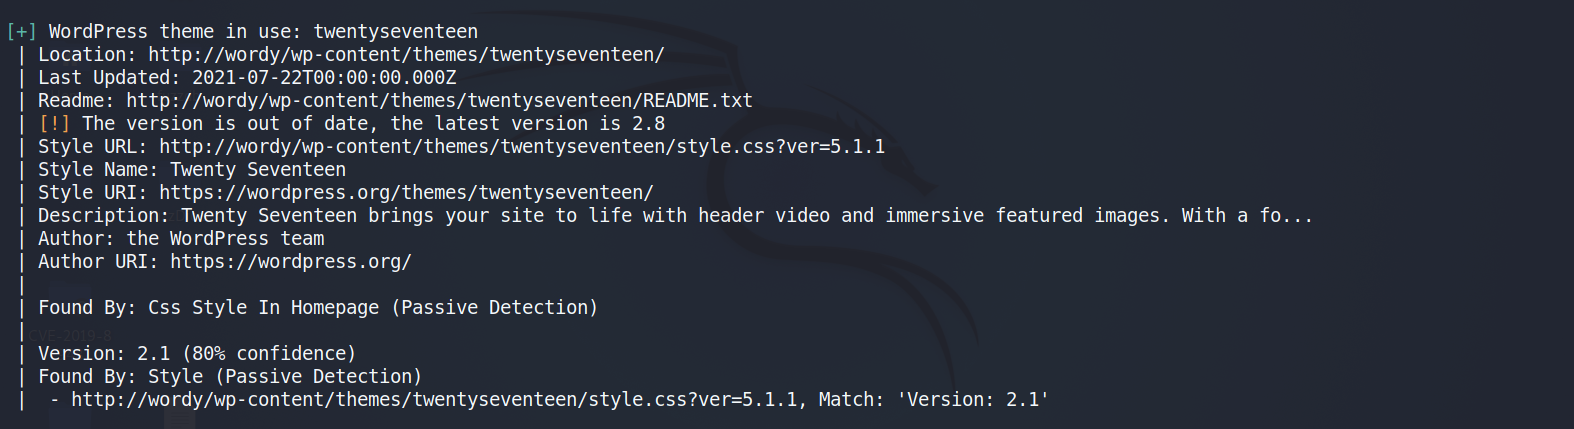 [+] WordPress theme in use: twentyseventeen
| Location: http://wordy/wp-content/themes/twentyseventeen/
| Last Updated: 2021-07-22T00:00:00.000Z
| Readme: http://wordy/wp-content/themes/twentyseventeen/README.txt
| [!] The version is out of date, the latest version is 2.8
| Style URL: http://wordy/wp-content/themes/twentyseventeen/style.css?ver=5.1.1
| Style Name: Twenty Seventeen
| Style URI: https://wordpress.org/themes/twentyseventeen/
| Description: Twenty Seventeen brings your site to life with header video and immersive featured images. With a fo...
| Author: the WordPress team
| Author URI: https://wordpress.org/
|
| Found By: Css Style In Homepage (Passive Detection)
|
CVE-2019-8
| Version: 2.1 (80% confidence)
| Found By: Style (Passive Detection)
|  - http://wordy/wp-content/themes/twentyseventeen/style.css?ver=5.1.1, Match: 'Version: 2.1'